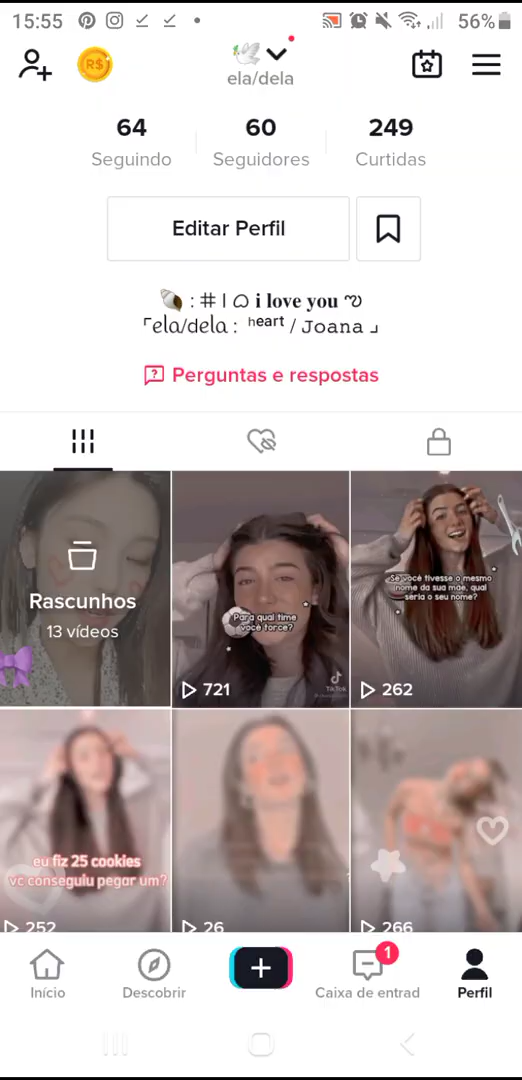 15:55 56%
R$
ela/dela
64 60 249
Seguindo Seguidores Curtidas
Editar Perfil
: i love you
ela/dela : heart / Joana
Perguntas e respostas
Rascunhos
13 vídeos
Para qual time
você torce?
TikTok
721
Se você tivesse o mesmo
nome da sua mãe, qual
seria o seu nome?
262
eu fiz 25 cookies
vc conseguiu pegar um?
252
26
266
1
Início Descobrir Caixa de entrad Perfil